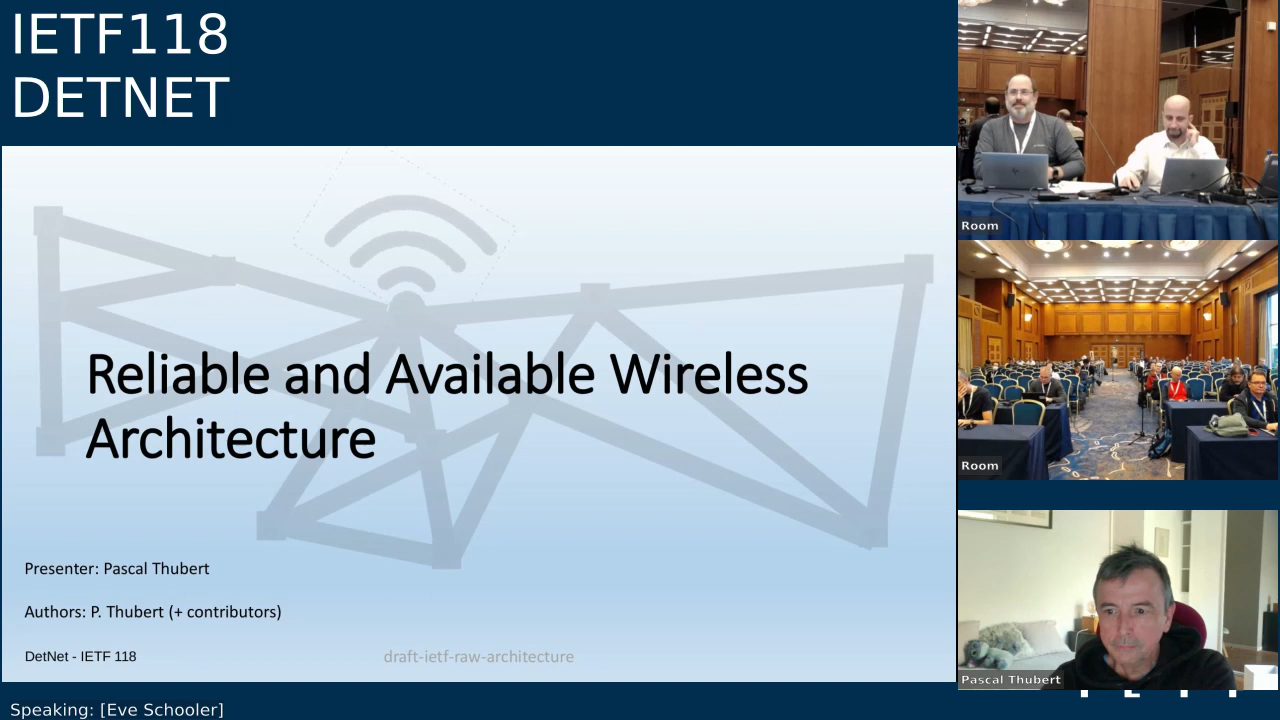 IETF118
DETNET
Reliable and Available Wireless
Architecture
Presenter: Pascal Thubert
Authors: P. Thubert (+ contributors)
DetNet - IETF 118
draft-ietf-raw-architecture
Speaking: [Eve Schooler]
Room
Room
Pascal Thubert